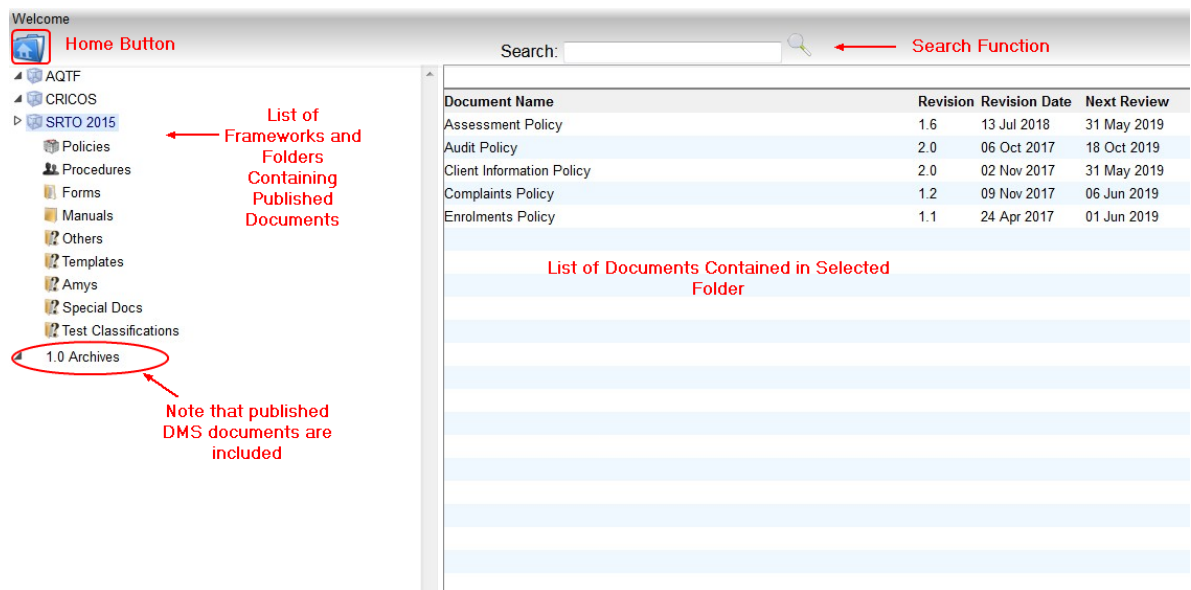 Welcome
Home Button
Search:
Search Function
AQTF
CRICOS
SRTO 2015
Policies
Procedures
Forms
Manuals
Others
Templates
Amys
Special Docs
Test Classifications
1.0 Archives
List of
Frameworks and
Folders
Containing
Published
Documents
Note that published
DMS documents are
included
Document Name Revision Revision Date Next Review
Assessment Policy 1.6 13 Jul 2018 31 May 2019
Audit Policy 2.0 06 Oct 2017 18 Oct 2019
Client Information Policy 2.0 02 Nov 2017 31 May 2019
Complaints Policy 1.2 09 Nov 2017 06 Jun 2019
Enrolments Policy 1.1 24 Apr 2017 01 Jun 2019
List of Documents Contained in Selected
Folder